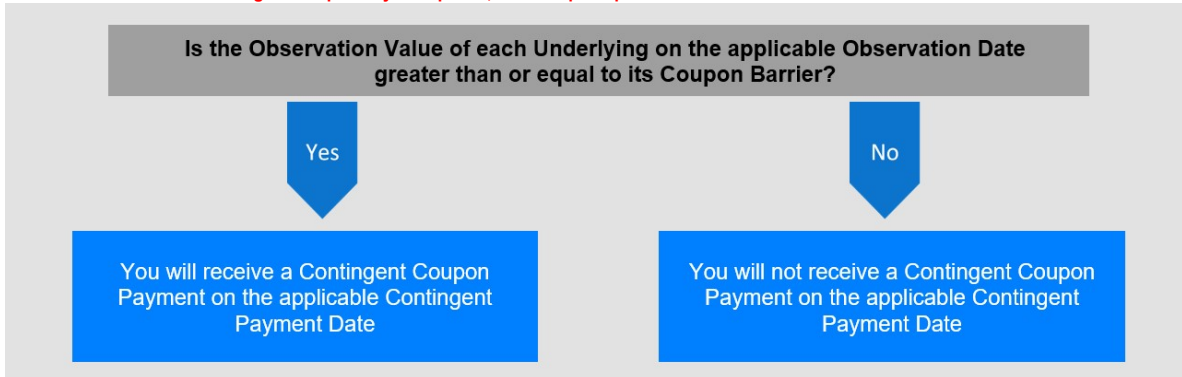 Is the Observation Value of each Underlying on the applicable Observation Date
greater than or equal to its Coupon Barrier?
Yes
No
You will receive a Contingent Coupon
Payment on the applicable Contingent
Payment Date
You will not receive a Contingent Coupon
Payment on the applicable Contingent
Payment Date